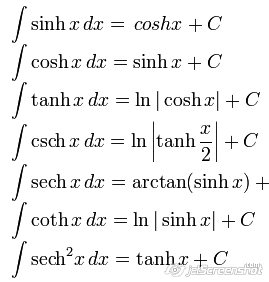 ∫ sinh x dx = coshx + C
∫ cosh x dx = sinh x + C
∫ tanh x dx = ln | cosh x| + C
∫ csch x dx = ln |tanh x/2| + C
∫ sech x dx = arctan(sinh x) +
∫ coth x dx = ln | sinh x| + C
∫ sech²x dx = tanh x + C